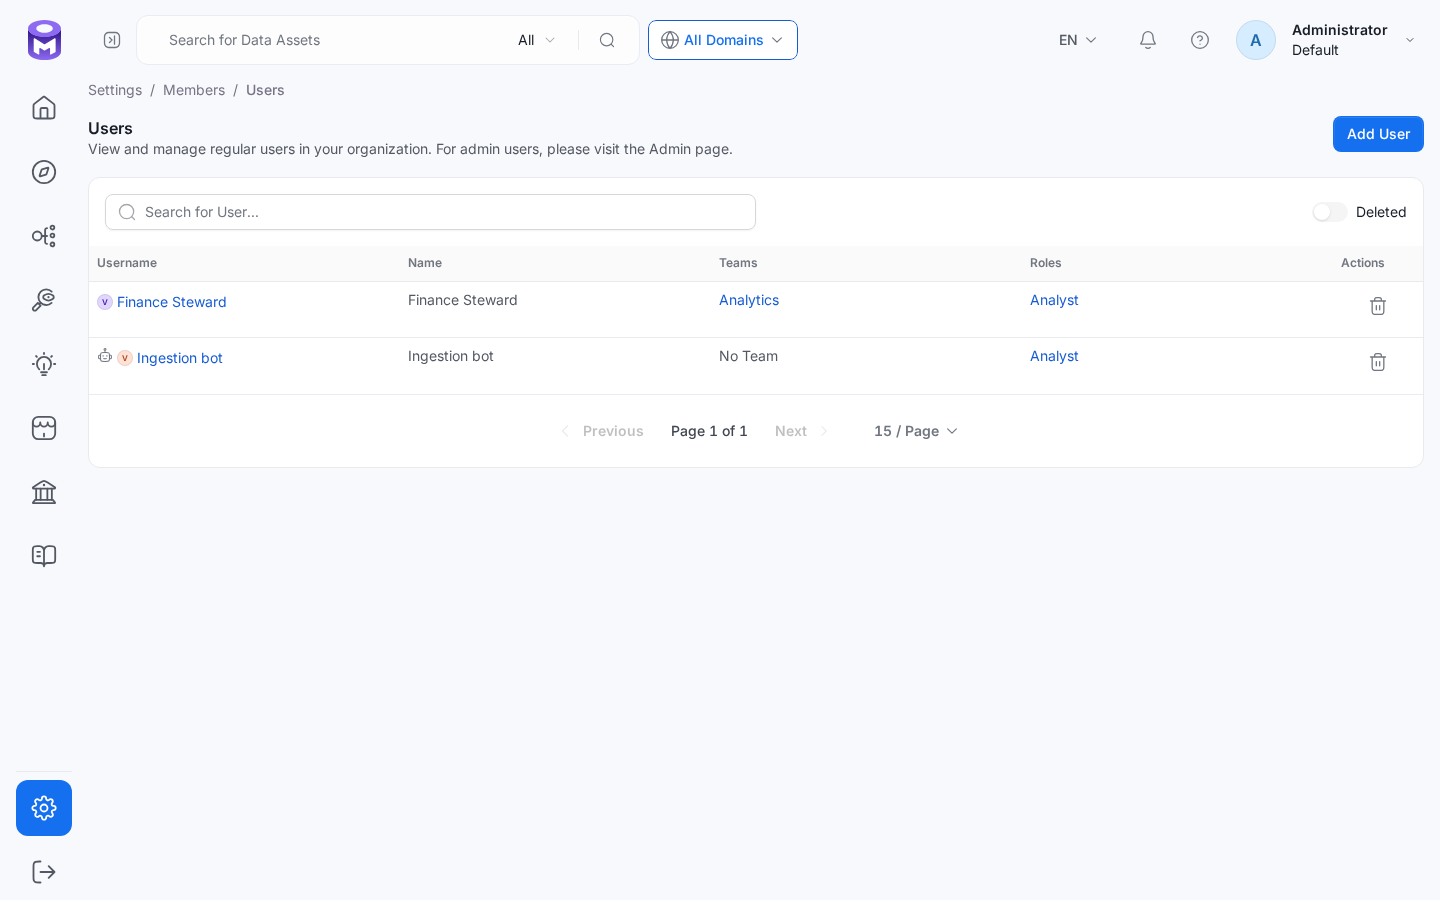 Search for Data Assets
All
All Domains
EN
A
Administrator
Default
Settings / Members / Users
Users
View and manage regular users in your organization. For admin users, please visit the Admin page.
Add User
Search for User...
Deleted
Username Name Teams Roles Actions
V Finance Steward Finance Steward Analytics Analyst
V Ingestion bot Ingestion bot No Team Analyst
Previous Page 1 of 1 Next 15 / Page